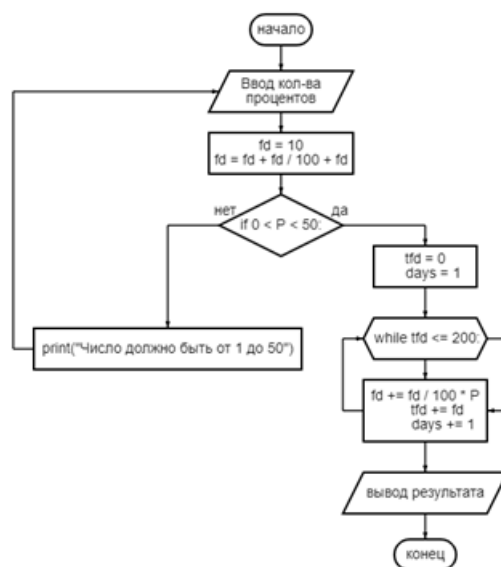 начало
Ввод кол-ва
процентов
fd = 10
fd = fd + fd / 100 + fd
нет
да
if 0 < P < 50:
tfd = 0
days = 1
print("Число должно быть от 1 до 50")
while tfd <= 200:
fd += fd / 100 * P
tfd += fd
days += 1
вывод результата
конец